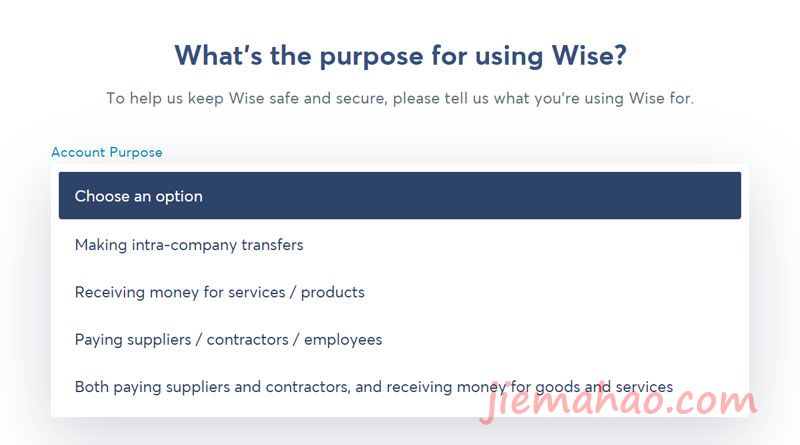 What's the purpose for using Wise?
To help us keep Wise safe and secure, please tell us what you're using Wise for.
Account Purpose
Choose an option
Making intra-company transfers
Receiving money for services / products
Paying suppliers / contractors / employees
Both paying suppliers and contractors, and receiving money for goods and services
jiemahao.com